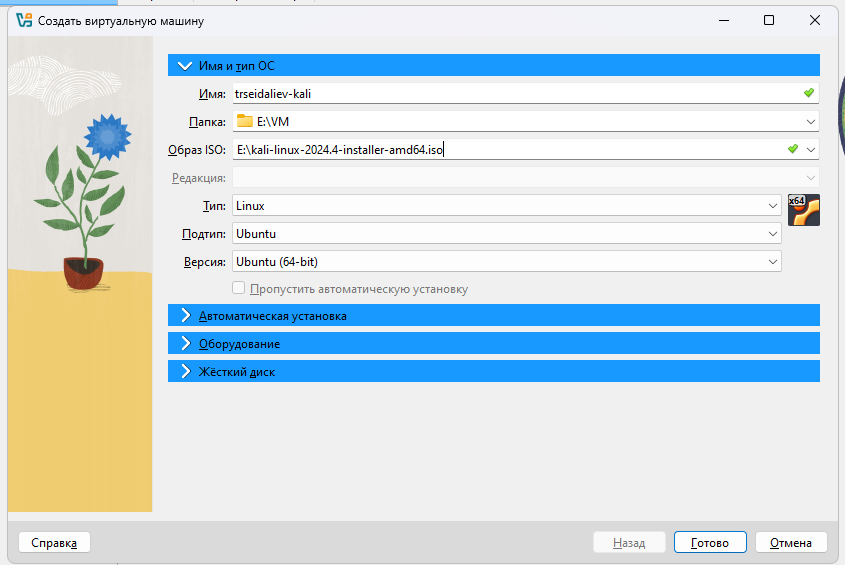 Создать виртуальную машину
Имя и тип ОС
Имя: trseidaliev-kali
Папка: E:\VM
Образ ISO: E:\kali-linux-2024.4-installer-amd64.iso
Редакция:
Тип: Linux
x64
Подтип: Ubuntu
Версия: Ubuntu (64-bit)
Пропустить автоматическую установку
Автоматическая установка
Оборудование
Жёсткий диск
Справка Назад Готово Отмена